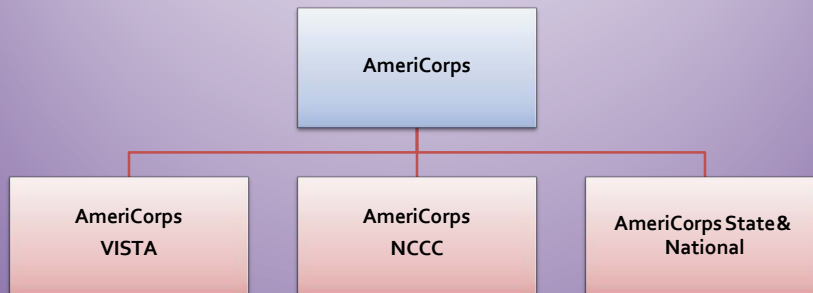 AmeriCorps
AmeriCorps
VISTA
AmeriCorps
NCCC
AmeriCorps State &
National